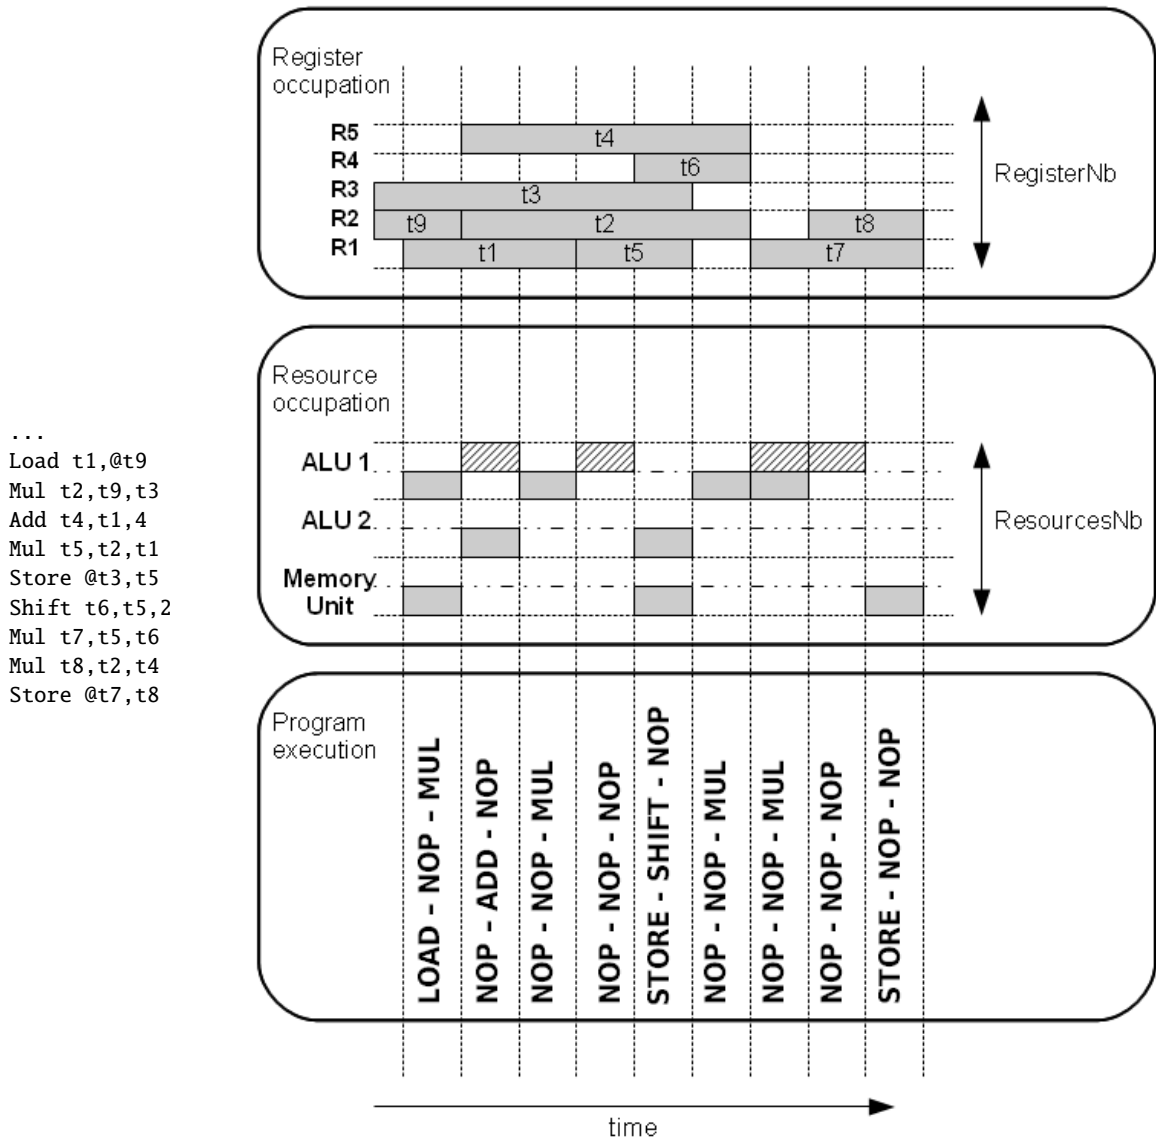 ...
Load t1,@t9
Mul t2,t9,t3
Add t4,t1,4
Mul t5,t2,t1
Store @t3,t5
Shift t6,t5,2
Mul t7,t5,t6
Mul t8,t2,t4
Store @t7,t8
Register
occupation
R5
t4
R4
t6
R3
t3
R2
t9
t2
t8
R1
t1
t5
t7
RegisterNb
Resource
occupation
ALU 1
ALU 2
Memory
Unit
ResourcesNb
Program
execution
LOAD - NOP - MUL
NOP - ADD - NOP
NOP - NOP - MUL
NOP - NOP - NOP
STORE - SHIFT - NOP
NOP - NOP - MUL
NOP - NOP - MUL
NOP - NOP - NOP
STORE - NOP - NOP
time